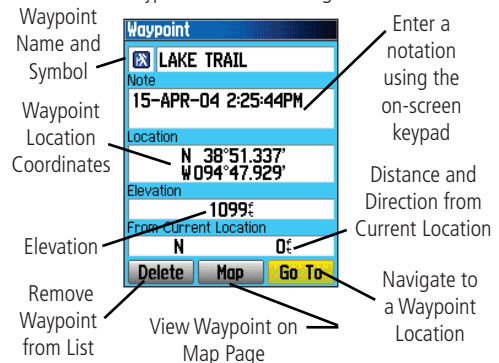 Waypoint
Name and
Symbol
Waypoint
Location
Coordinates
Elevation
Remove
Waypoint
from List
Waypoint
LAKE TRAIL
Note
15-APR-04 2:25:44PM
Location
N 38°51.337'
W094°47.929'
Elevation
1099ft
From Current Location
N 0ft
Delete Map Go To
View Waypoint on
Map Page
Enter a
notation
using the
on-screen
keypad
Distance and
Direction from
Current Location
Navigate to
a Waypoint
Location